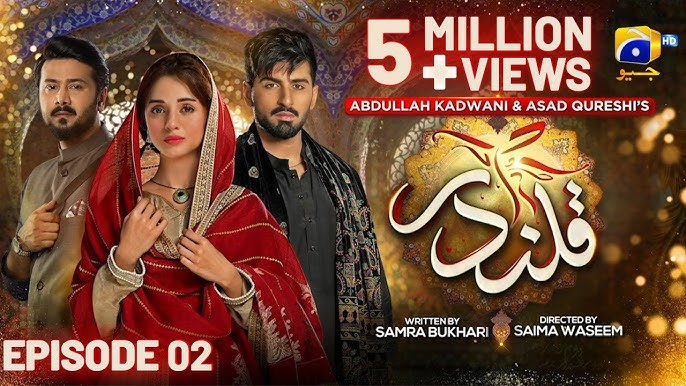 5 MILLION
+VIEWS
HD
جیو
ABDULLAH KADWANI & ASAD QURESHI'S
قلندر
WRITTEN BY
SAMRA BUKHARI
DIRECTED BY
SAIMA WASEEM
EPISODE 02